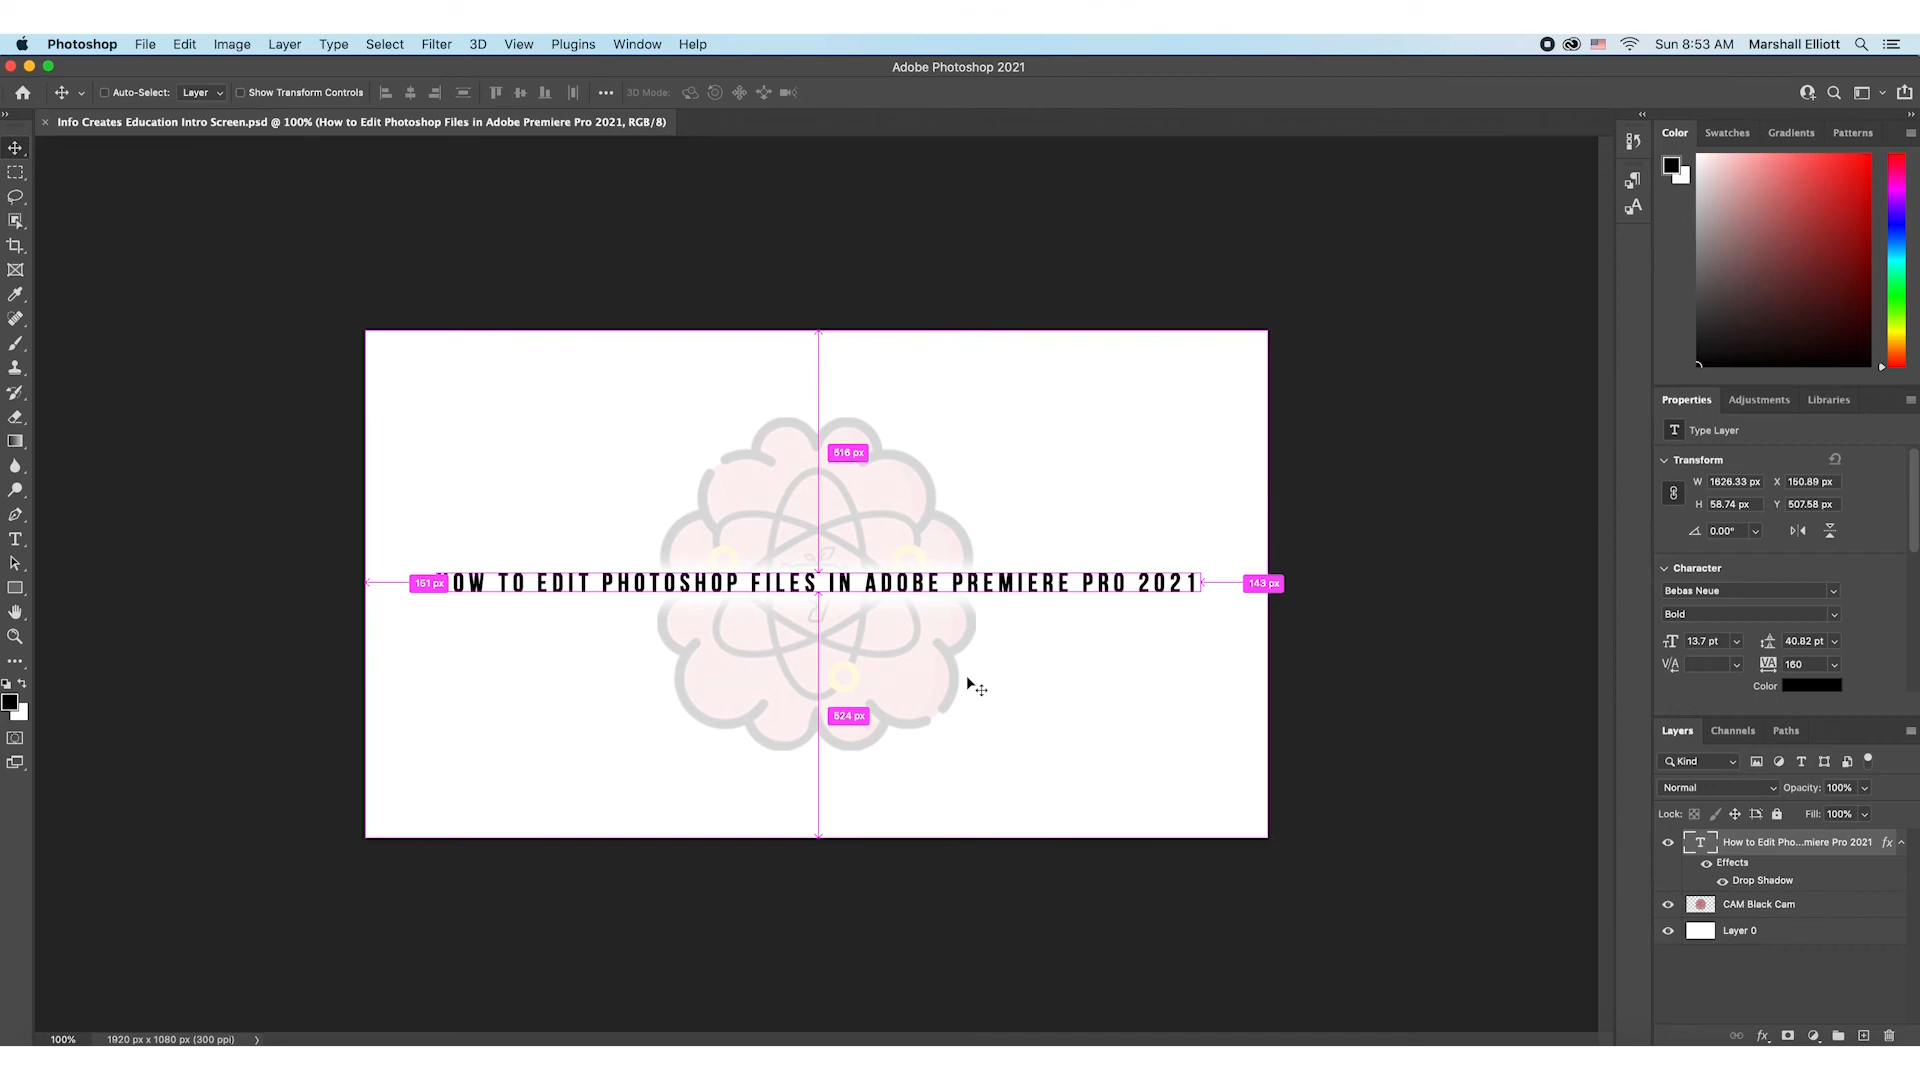 Photoshop File Edit Image Layer Type Select Filter 3D View Plugins Window Help Sun 8:53 AM Marshall Elliott
Adobe Photoshop 2021
Auto-Select: Layer Show Transform Controls 3D Mode:
Info Creates Education Intro Screen.psd @ 100% (How to Edit Photoshop Files in Adobe Premiere Pro 2021, RGB/8)
Color Swatches Gradients Patterns
516 px
151 px OW TO EDIT PHOTOSHOP FILES IN ADOBE PREMIERE PRO 2021 143 px
524 px
Properties Adjustments Libraries
T Type Layer
Transform
W 1626.33 px X 150.89 px
H 58.74 px Y 507.58 px
0.00°
Character
Bebas Neue
Bold
13.7 pt 40.82 pt
V/A VA 160
Color
Layers Channels Paths
Kind
Normal Opacity: 100%
Lock: Fill: 100%
T How to Edit Pho...miere Pro 2021 fx
Effects
Drop Shadow
CAM Black Cam
Layer 0
fx
100% 1920 px x 1080 px (300 ppi)